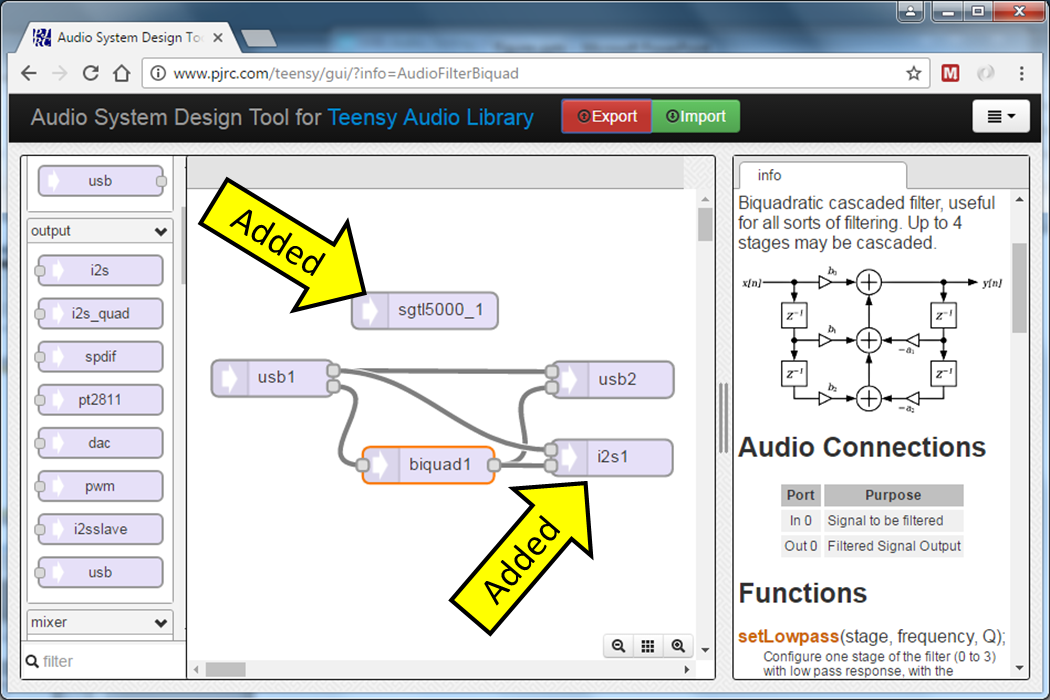 Audio System Design To
www.pjrc.com/teensy/gui/?info=AudioFilterBiquad
M
Audio System Design Tool for Teensy Audio Library
Export
Import
usb
output
i2s
i2s_quad
spdif
pt2811
dac
pwm
i2sslave
usb
mixer
filter
Added
sgtl5000_1
usb1
usb2
biquad1
i2s1
Added
info
Biquadratic cascaded filter, useful
for all sorts of filtering. Up to 4
stages may be cascaded.
x[n] b₀ y[n]
Z⁻¹ Z⁻¹
b₁ -a₁
Z⁻¹ Z⁻¹
b₂ -a₂
Audio Connections
Port Purpose
In 0 Signal to be filtered
Out 0 Filtered Signal Output
Functions
setLowpass(stage, frequency, Q);
Configure one stage of the filter (0 to 3)
with low pass response, with the